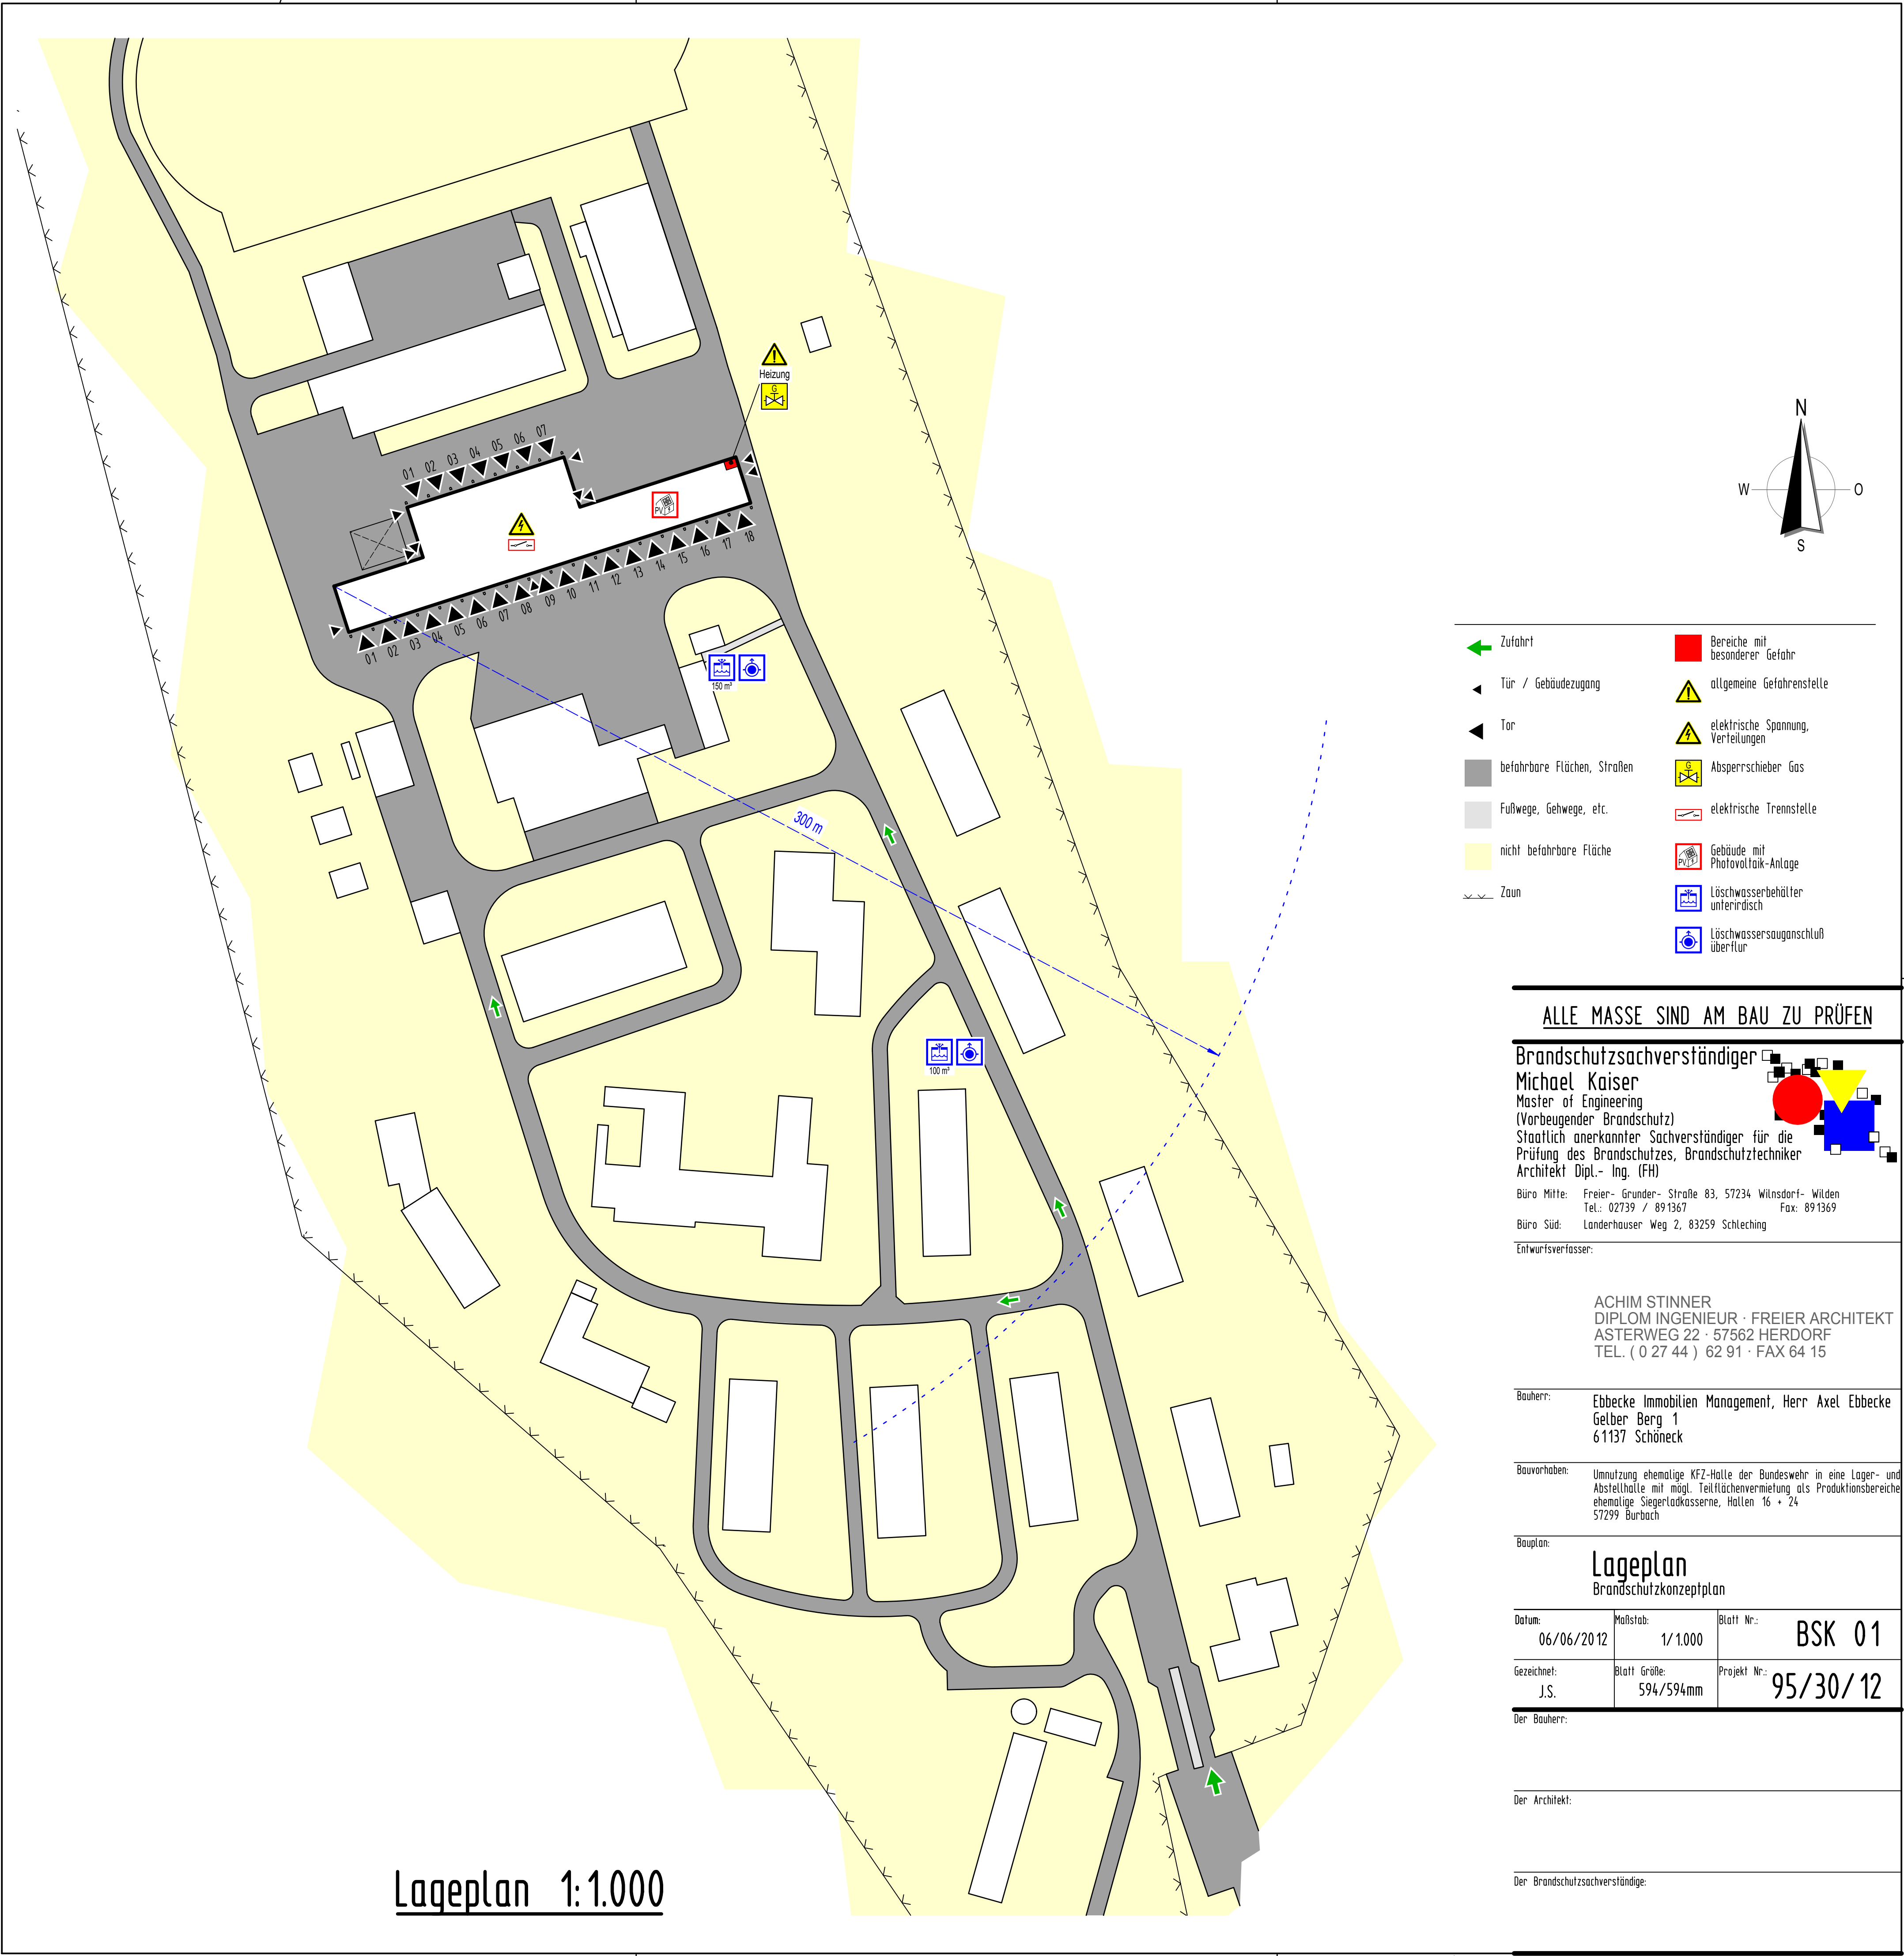 Heizung
G
01 02 03 04 05 06 07
PV
01 02 03 04 05 06 07 08 09 10 11 12 13 14 15 16 17 18
150 m³
300 m
100 m³
N
W
O
S
Zufahrt
Tür / Gebäudezugang
Tor
befahrbare Flächen, Straßen
Fußwege, Gehwege, etc.
nicht befahrbare Fläche
Zaun
Bereiche mit
besonderer Gefahr
allgemeine Gefahrenstelle
elektrische Spannung,
Verteilungen
G
Absperrschieber Gas
elektrische Trennstelle
PV
Gebäude mit
Photovoltaik-Anlage
Löschwasserbehälter
unterirdisch
Löschwassersauganschluß
überflur
ALLE MASSE SIND AM BAU ZU PRÜFEN
Brandschutzsachverständiger
Michael Kaiser
Master of Engineering
(Vorbeugender Brandschutz)
Staatlich anerkannter Sachverständiger für die
Prüfung des Brandschutzes, Brandschutztechniker
Architekt Dipl.- Ing. (FH)
Büro Mitte: Freier- Grunder- Straße 83, 57234 Wilnsdorf- Wilden
Tel.: 02739 / 891367 Fax: 891369
Büro Süd: Landerhauser Weg 2, 83259 Schleching
Entwurfsverfasser:
ACHIM STINNER
DIPLOM INGENIEUR · FREIER ARCHITEKT
ASTERWEG 22 · 57562 HERDORF
TEL. ( 0 27 44 ) 62 91 · FAX 64 15
Bauherr: Ebbecke Immobilien Management, Herr Axel Ebbecke
Gelber Berg 1
61137 Schöneck
Bauvorhaben: Umnutzung ehemalige KFZ-Halle der Bundeswehr in eine Lager- und
Abstellhalle mit mögl. Teilflächenvermietung als Produktionsbereiche
ehemalige Siegerladkasserne, Hallen 16 + 24
57299 Burbach
Bauplan:
Lageplan
Brandschutzkonzeptplan
Datum: Maßstab: Blatt Nr.:
06/06/2012 1/1.000 BSK 01
Gezeichnet: Blatt Größe: Projekt Nr.:
J.S. 594/594mm 95/30/12
Der Bauherr:
Der Architekt:
Der Brandschutzsachverständige:
Lageplan 1:1.000